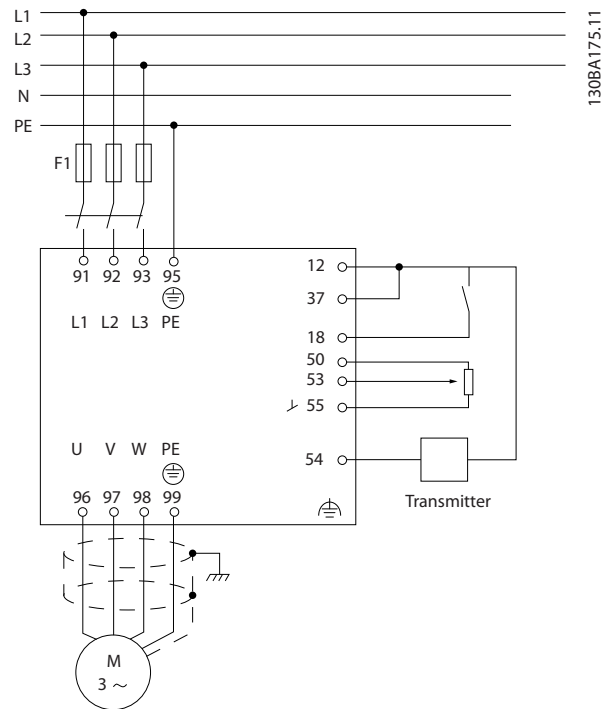 L1
L2
L3
N
PE
130BA175.11
F1
91 92 93 95
L1 L2 L3 PE
12
37
18
50
53
55
54
Transmitter
U V W PE
96 97 98 99
M
3 ~